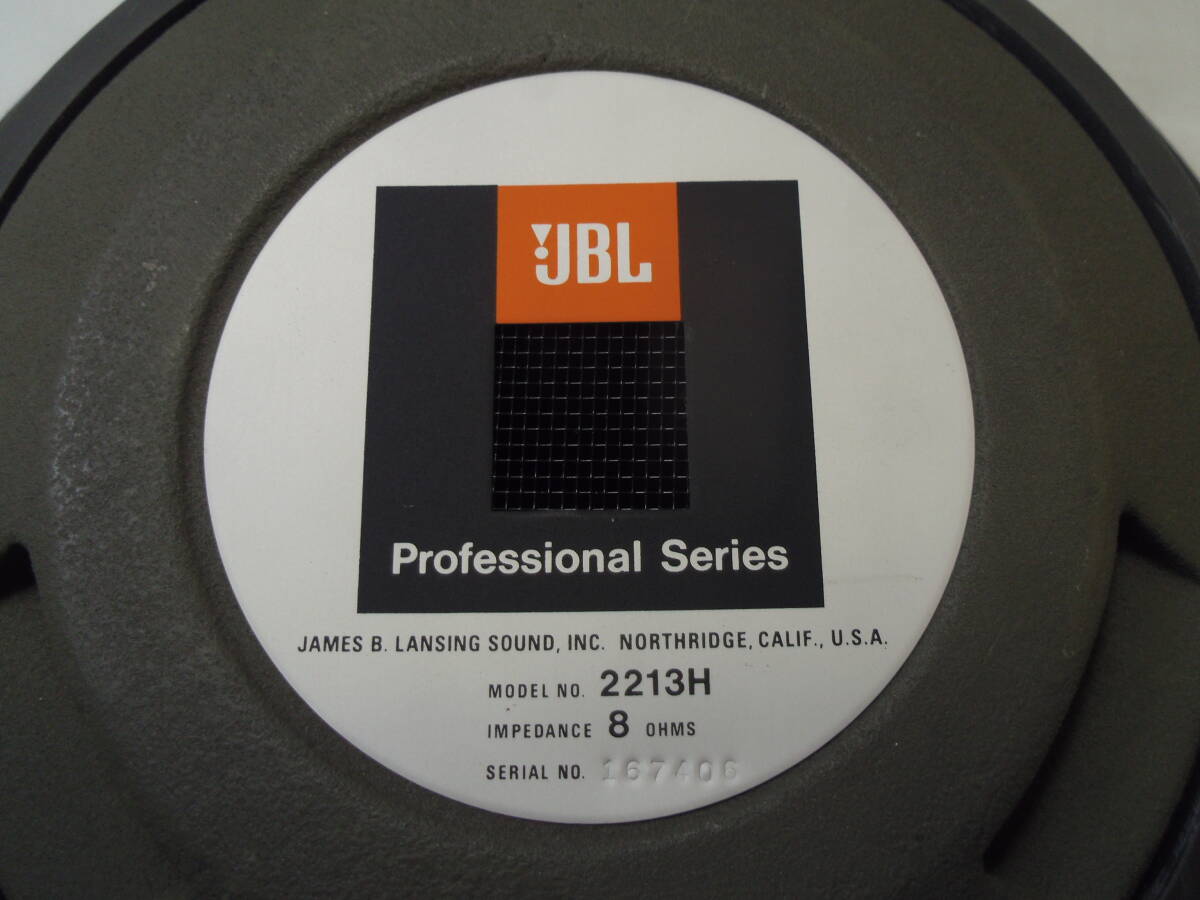 JBL
Professional Series
JAMES B. LANSING SOUND, INC. NORTHRIDGE, CALIF., U.S.A.
MODEL NO. 2213H
IMPEDANCE 8 OHMS
SERIAL NO. 167406